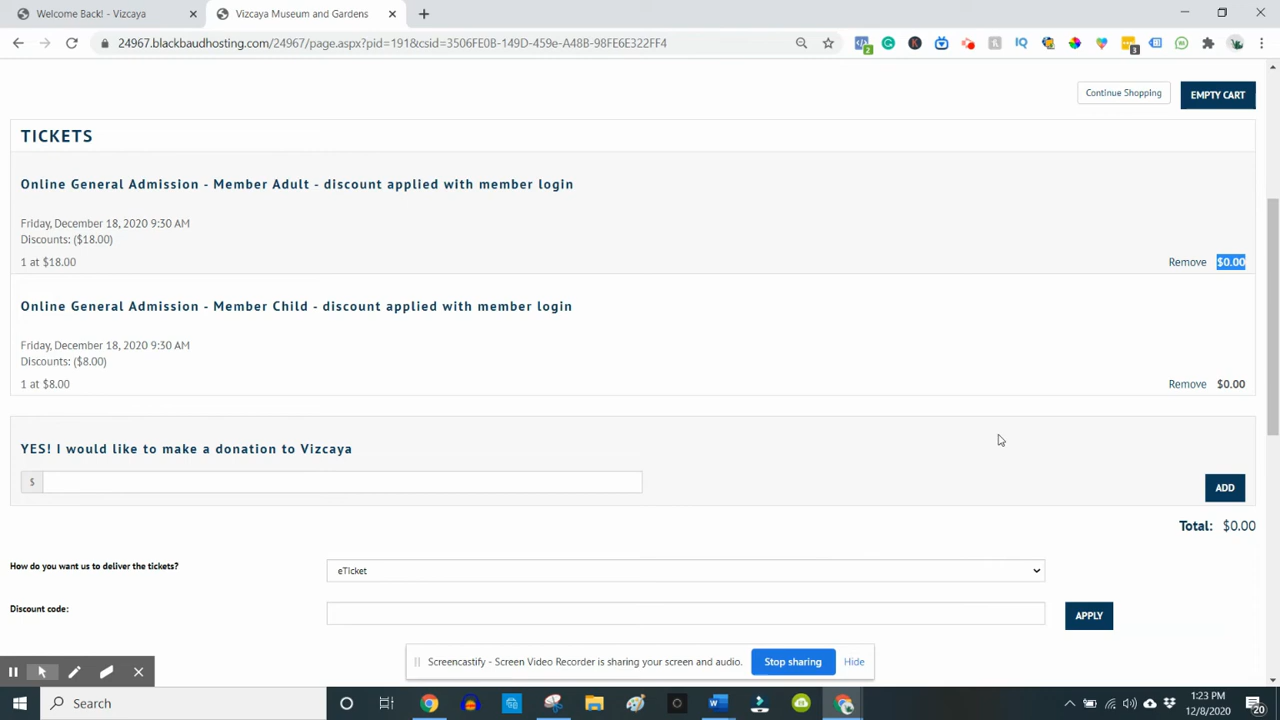 Welcome Back! - Vizcaya
Vizcaya Museum and Gardens
24967.blackbaudhosting.com/24967/page.aspx?pid=191&csid=3506FE0B-149D-459e-A48B-98FE6E322FF4
Continue Shopping
EMPTY CART
TICKETS
Online General Admission - Member Adult - discount applied with member login
Friday, December 18, 2020 9:30 AM
Discounts: ($18.00)
1 at $18.00
Remove $0.00
Online General Admission - Member Child - discount applied with member login
Friday, December 18, 2020 9:30 AM
Discounts: ($8.00)
1 at $8.00
Remove $0.00
YES! I would like to make a donation to Vizcaya
$
ADD
Total: $0.00
How do you want us to deliver the tickets?
eTicket
Discount code:
APPLY
Screencastify - Screen Video Recorder is sharing your screen and audio.
Stop sharing
Hide
Search
1:23 PM
12/8/2020
20